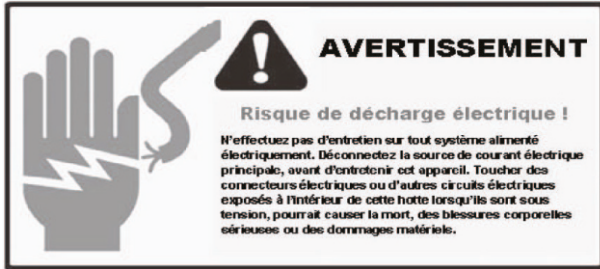 AVERTISSEMENT
Risque de décharge électrique !
N'effectuez pas d'entretien sur tout système alimenté
électriquement. Déconnectez la source de courant électrique
principale, avant d'entretenir cet appareil. Toucher des
connecteurs électriques ou d'autres circuits électriques
exposés à l'intérieur de cette hotte lorsqu'ils sont sous
tension, pourrait causer la mort, des blessures corporelles
sérieuses ou des dommages matériels.